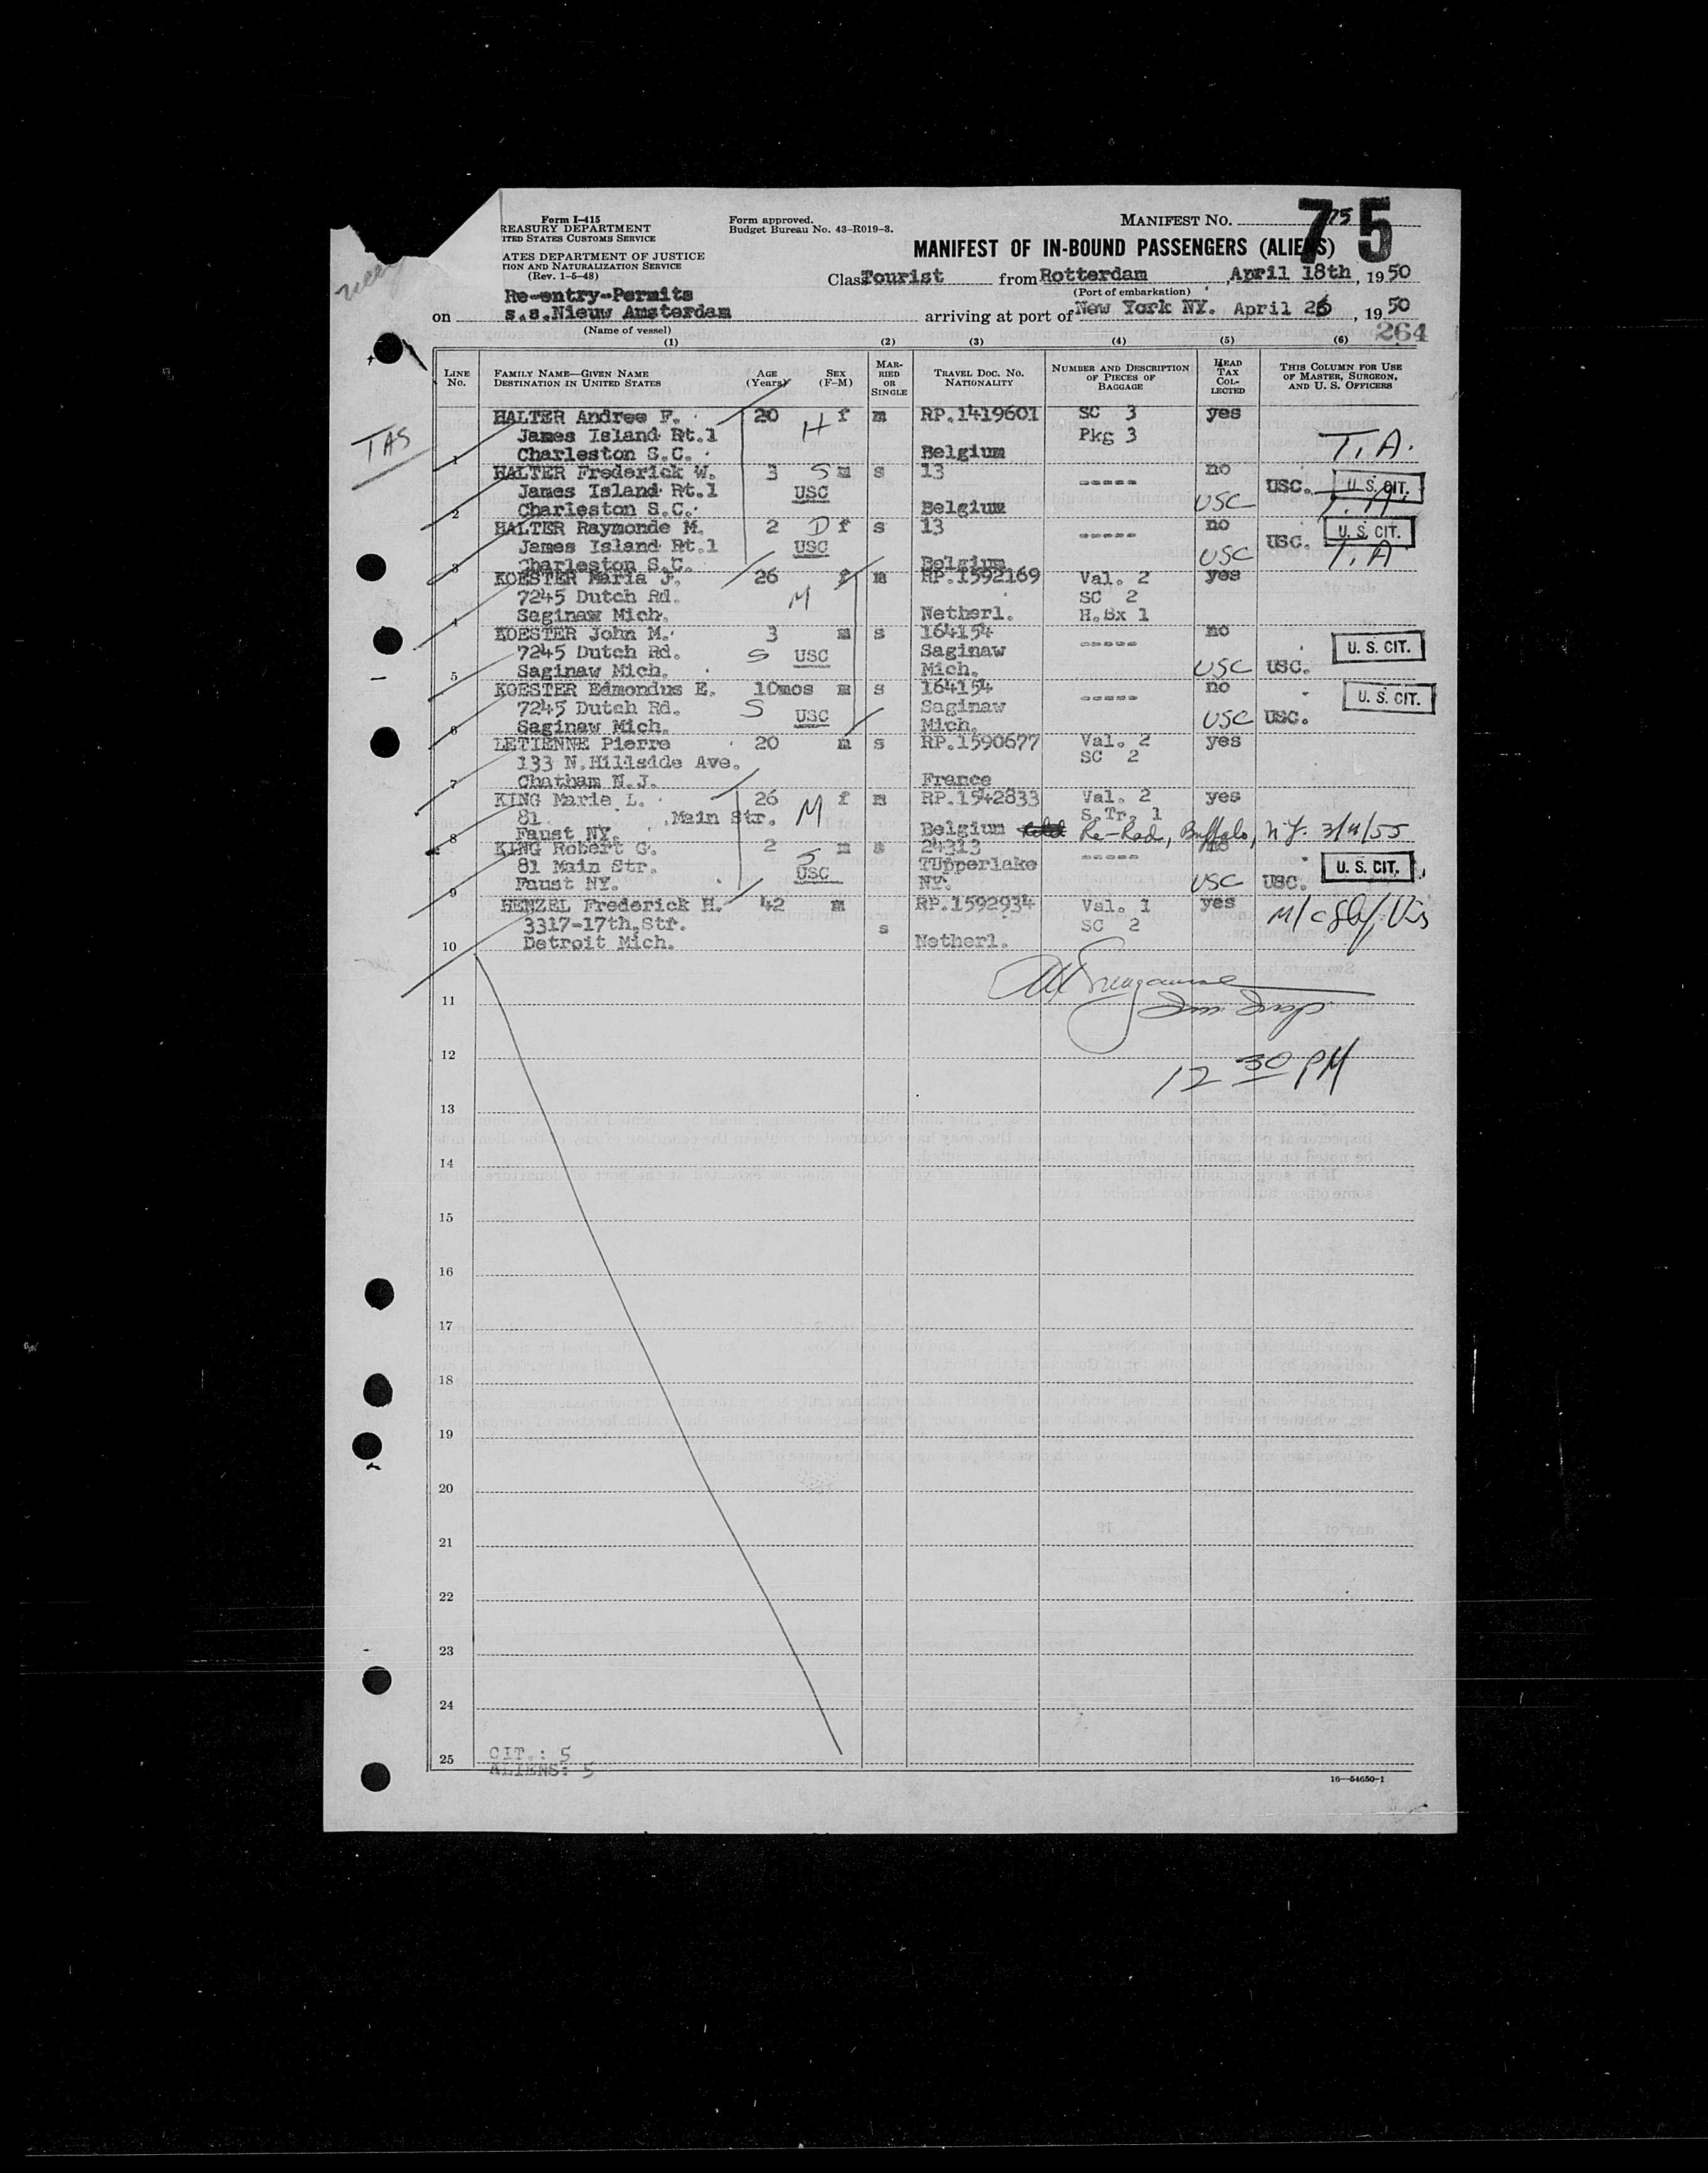 Form I-415
REASURY DEPARTMENT
ITED STATES CUSTOMS SERVICE
ATES DEPARTMENT OF JUSTICE
TION AND NATURALIZATION SERVICE
(Rev. 1-5-48)
Form approved.
Budget Bureau No. 43-R019-3.
MANIFEST NO. 75
75
MANIFEST OF IN-BOUND PASSENGERS (ALIENS)
Class Tourist from Rotterdam, April 18th, 1950
(Port of embarkation)
Re-entry-Permits
on s.s.Nieuw Amsterdam arriving at port of New York NY. April 26, 1950
(Name of vessel)
264
(1) (2) (3) (4) (5) (6)
LINE No. FAMILY NAME—GIVEN NAME DESTINATION IN UNITED STATES AGE (Years) SEX (F-M) MARRIED OR SINGLE TRAVEL DOC. No. NATIONALITY NUMBER AND DESCRIPTION OF PIECES OF BAGGAGE HEAD TAX COLLECTED THIS COLUMN FOR USE OF MASTER, SURGEON, AND U. S. OFFICERS
TAS
HALTER Andree F. 20 H f m RP.1419601 SC 3 yes
James Island Rt.1 Pkg 3 T.A.
1 Charleston S.C. Belgium
HALTER Frederick W. 3 S m s 13 ----- no
James Island Rt.1 USC USC. U. S. CIT.
2 Charleston S.C. Belgium USC T.A.
HALTER Raymonde M. 2 D f s 13 ----- no
James Island Rt.1 USC USC. U. S. CIT.
3 Charleston S.C. Belgium USC T.A
KOESTER Maria J. 26 f m RP.1592169 Val. 2 yes
7245 Dutch Rd. M SC 2
4 Saginaw Mich. Netherl. H.Bx 1
KOESTER John M. 3 m s 164154 ----- no
7245 Dutch Rd. S USC Saginaw U. S. CIT.
5 Saginaw Mich. Mich. USC USC.
KOESTER Edmondus E. 10mos m s 164154 ----- no
7245 Dutch Rd. S USC Saginaw U. S. CIT.
6 Saginaw Mich. Mich. USC USC.
LETIENNE Pierre 20 m s RP.1590677 Val. 2 yes
133 N.Hillside Ave. SC 2
7 Chatham N.J. France
KING Marie L. 26 f m RP.1542833 Val. 2 yes
81 Main Str. M S.Tr. 1
8 Faust NY. Belgium Re-Rad, Buffalo, N.Y. 3/11/55
KING Robert G. 2 S m s 24313 ----- no
81 Main Str. USC TUpperlake U. S. CIT.
9 Faust NY. NY. USC USC.
HENZEL Frederick H. 42 m RP.1592934 Val. 1 yes
3317-17th.Str. s SC 2
10 Detroit Mich. Netherl.
11
12
12 30 PM
13
14
15
16
17
18
19
20
21
22
23
24
25
CIT.: 5
ALIENS: 5
16—54650-1